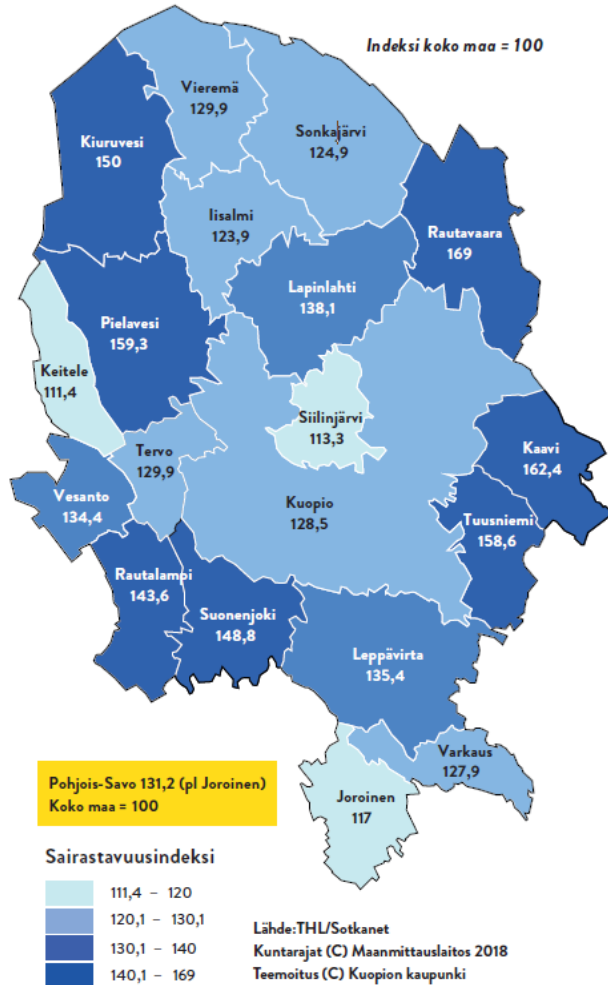 Indeksi koko maa = 100
Vieremä
129,9
Sonkajärvi
124,9
Kiuruvesi
150
Iisalmi
123,9
Rautavaara
169
Lapinlahti
138,1
Pielavesi
159,3
Keitele
111,4
Siilinjärvi
113,3
Tervo
129,9
Kaavi
162,4
Vesanto
134,4
Kuopio
128,5
Tuusniemi
158,6
Rautalampi
143,6
Suonenjoki
148,8
Leppävirta
135,4
Varkaus
127,9
Joroinen
117
Pohjois-Savo 131,2 (pl Joroinen)
Koko maa = 100
Sairastavuusindeksi
111,4 – 120
120,1 – 130,1
130,1 – 140
140,1 – 169
Lähde:THL/Sotkanet
Kuntarajat (C) Maanmittauslaitos 2018
Teemoitus (C) Kuopion kaupunki